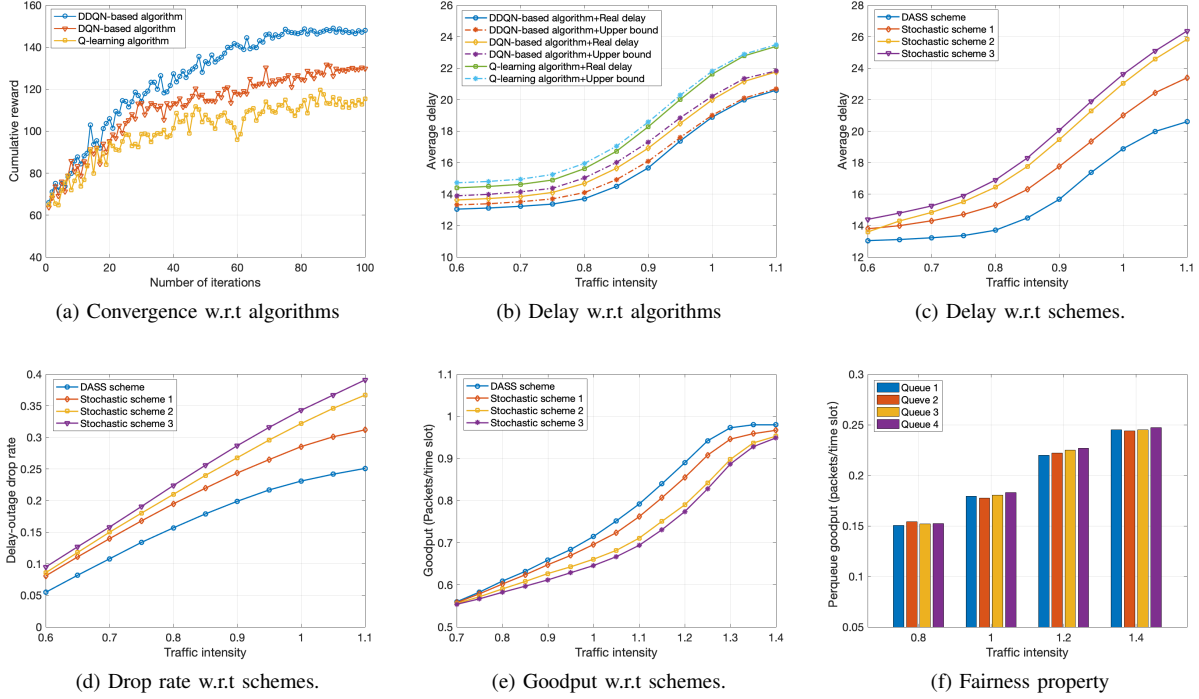 160
140
120
100
80
60
40
Cumulative reward
DDQN-based algorithm
DQN-based algorithm
Q-learning algorithm
0 20 40 60 80 100
Number of iterations
(a) Convergence w.r.t algorithms
26
24
22
20
18
16
14
12
10
Average delay
DDQN-based algorithm+Real delay
DDQN-based algorithm+Upper bound
DQN-based algorithm+Real delay
DQN-based algorithm+Upper bound
Q-learning algorithm+Real delay
Q-learning algorithm+Upper bound
0.6 0.7 0.8 0.9 1 1.1
Traffic intensity
(b) Delay w.r.t algorithms
28
26
24
22
20
18
16
14
12
Average delay
DASS scheme
Stochastic scheme 1
Stochastic scheme 2
Stochastic scheme 3
0.6 0.7 0.8 0.9 1 1.1
Traffic intensity
(c) Delay w.r.t schemes.
0.4
0.35
0.3
0.25
0.2
0.15
0.1
0.05
0
Delay-outage drop rate
DASS scheme
Stochastic scheme 1
Stochastic scheme 2
Stochastic scheme 3
0.6 0.7 0.8 0.9 1 1.1
Traffic intensity
(d) Drop rate w.r.t schemes.
1.1
1
0.9
0.8
0.7
0.6
0.5
Goodput (Packets/time slot)
DASS scheme
Stochastic scheme 1
Stochastic scheme 2
Stochastic scheme 3
0.7 0.8 0.9 1 1.1 1.2 1.3 1.4
Traffic intensity
(e) Goodput w.r.t schemes.
0.3
0.25
0.2
0.15
0.1
0.05
Perqueue goodput (packets/time slot)
Queue 1
Queve 2
Queue 3
Queue 4
0.8 1 1.2 1.4
Traffic intensity
(f) Fairness property